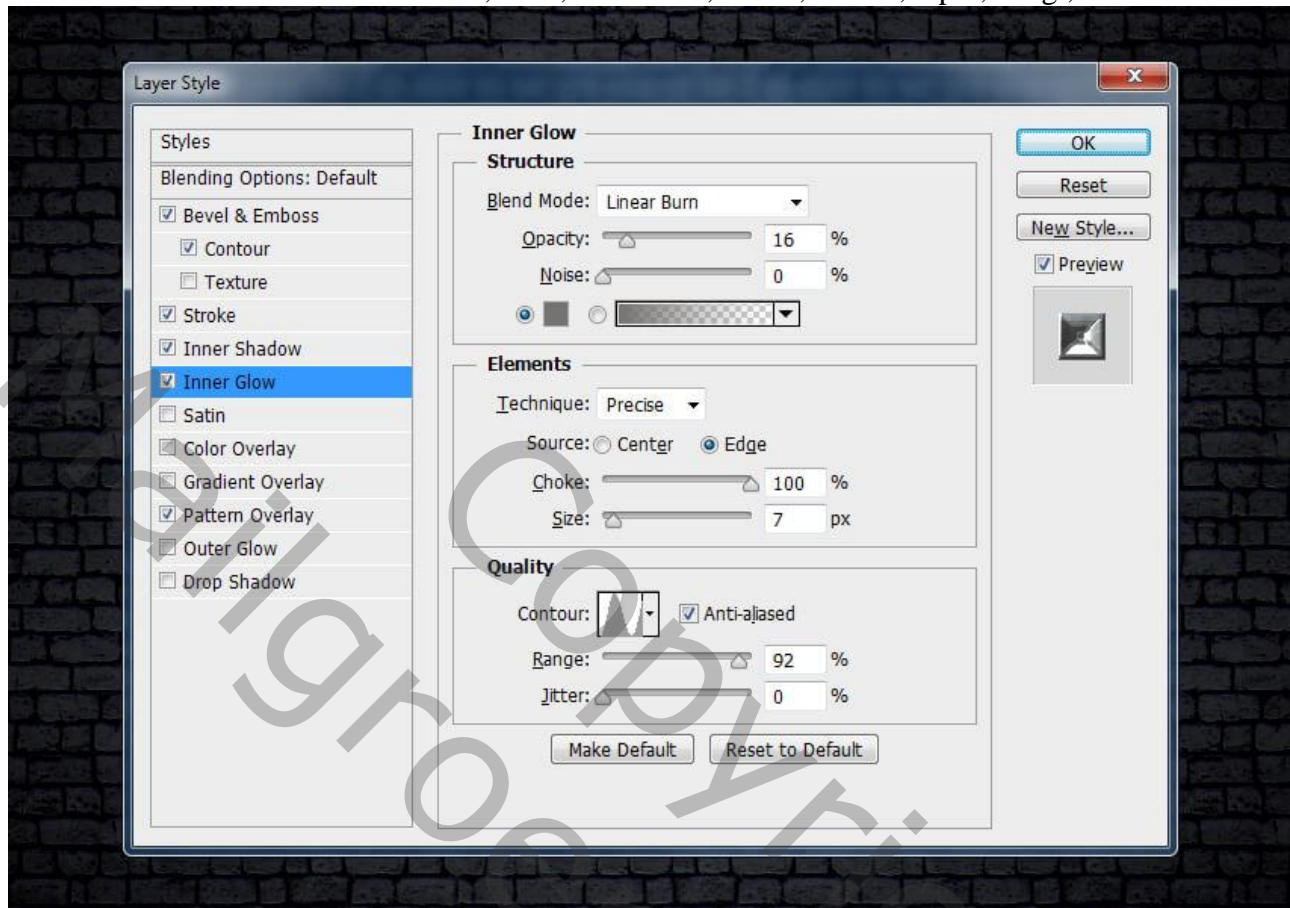 Layer Style
X
Styles
Blending Options: Default
Bevel & Emboss
Contour
Texture
Stroke
Inner Shadow
Inner Glow
Satin
Color Overlay
Gradient Overlay
Pattern Overlay
Outer Glow
Drop Shadow
Inner Glow
Structure
Blend Mode: Linear Burn
Opacity: 16 %
Noise: 0 %
Elements
Technique: Precise
Source: Center Edge
Choke: 100 %
Size: 7 px
Quality
Contour: Anti-aliased
Range: 92 %
Jitter: 0 %
Make Default Reset to Default
OK
Reset
New Style...
Preview